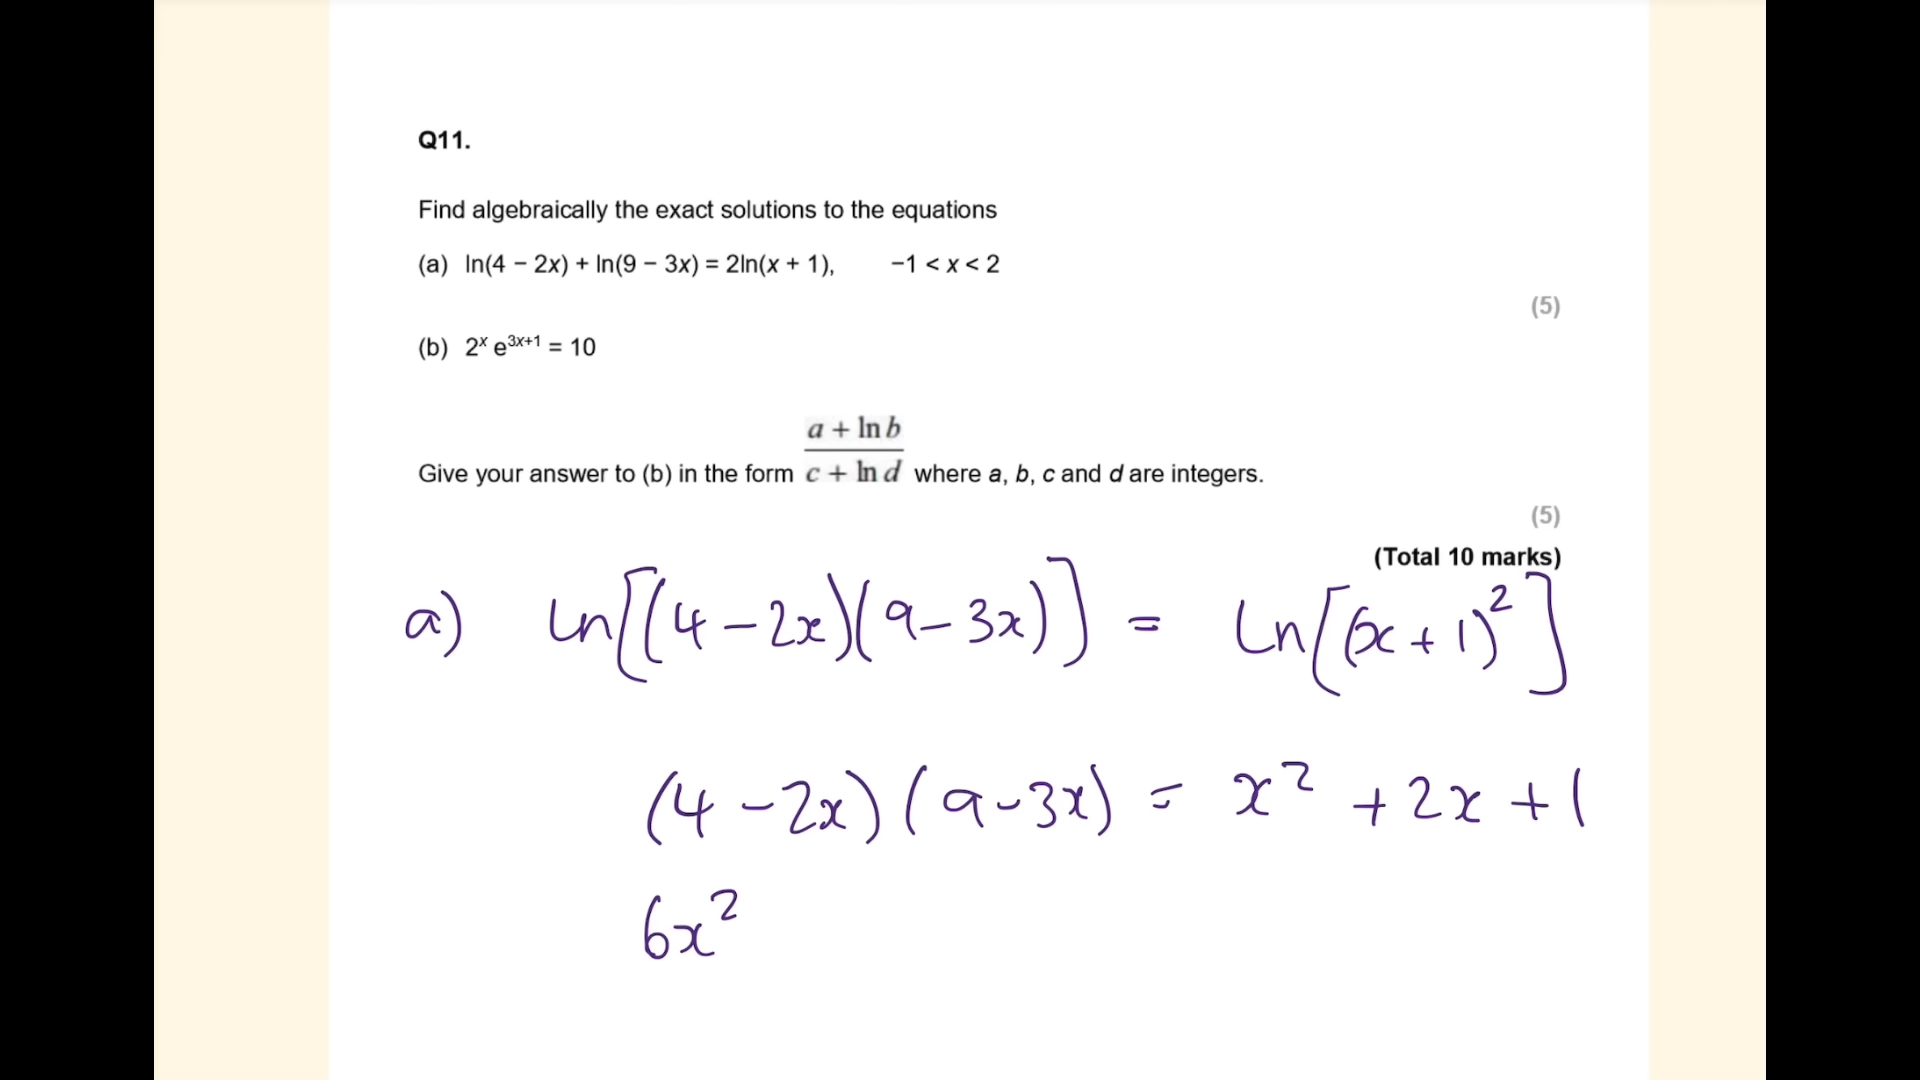 Q11.
Find algebraically the exact solutions to the equations
(a) ln(4 − 2x) + ln(9 − 3x) = 2ln(x + 1), −1 < x < 2
(5)
(b) 2ˣ e³ˣ⁺¹ = 10
a + ln b
Give your answer to (b) in the form c + ln d where a, b, c and d are integers.
(5)
(Total 10 marks)
a) ln[(4 − 2x)(9 − 3x)] = ln[(x + 1)²]
(4 − 2x)(9 − 3x) = x² + 2x + 1
6x²